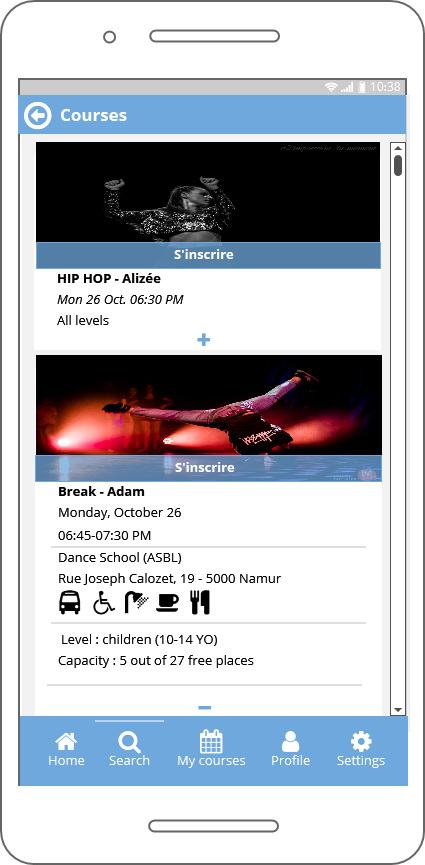 10:38
Courses
S'inscrire
HIP HOP - Alizée
Mon 26 Oct. 06:30 PM
All levels
S'inscrire
Break - Adam
Monday, October 26
06:45-07:30 PM
Dance School (ASBL)
Rue Joseph Calozet, 19 - 5000 Namur
Level : children (10-14 YO)
Capacity : 5 out of 27 free places
Home Search My courses Profile Settings